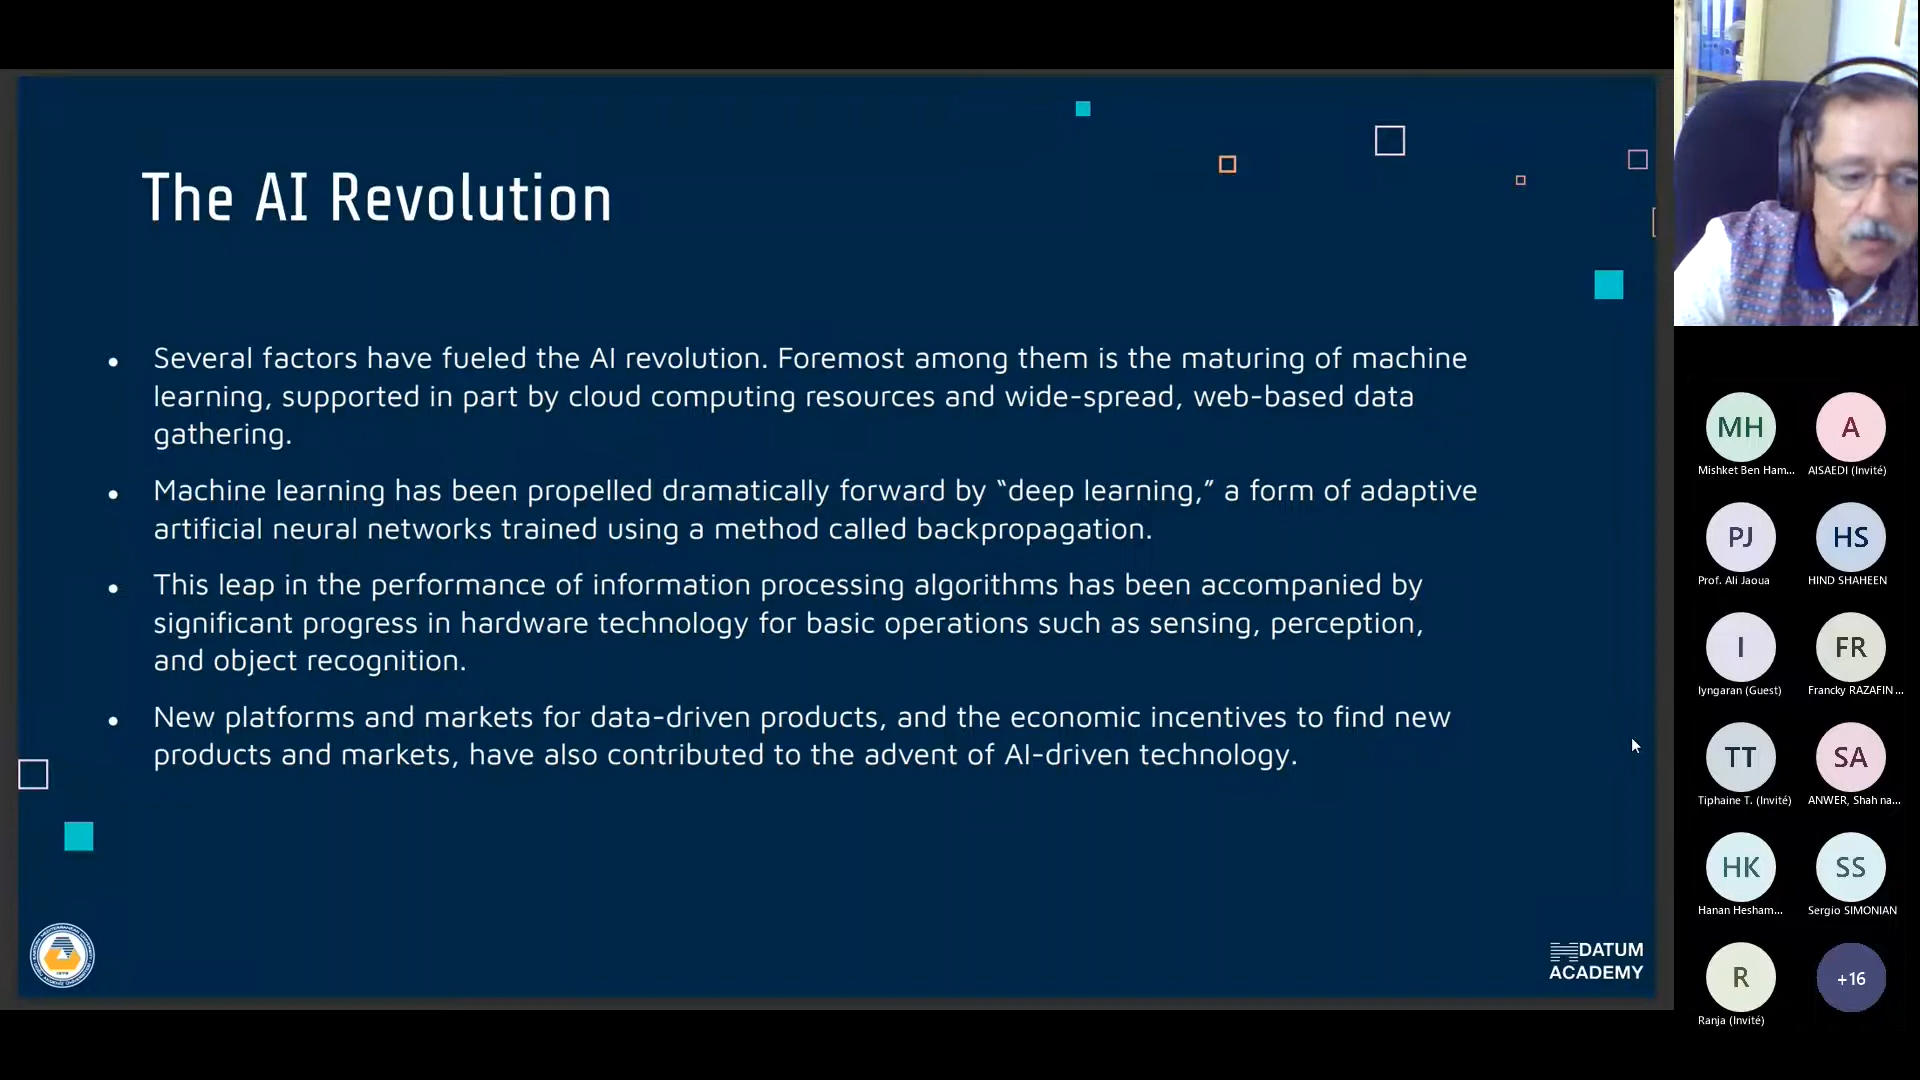 The AI Revolution
• Several factors have fueled the AI revolution. Foremost among them is the maturing of machine
learning, supported in part by cloud computing resources and wide-spread, web-based data
gathering.
• Machine learning has been propelled dramatically forward by “deep learning,” a form of adaptive
artificial neural networks trained using a method called backpropagation.
• This leap in the performance of information processing algorithms has been accompanied by
significant progress in hardware technology for basic operations such as sensing, perception,
and object recognition.
• New platforms and markets for data-driven products, and the economic incentives to find new
products and markets, have also contributed to the advent of AI-driven technology.
DATUM
ACADEMY
MH
Mishket Ben Ham...
A
AISAEDI (Invité)
PJ
Prof. Ali Jaoua
HS
HIND SHAHEEN
I
Iyngaran (Guest)
FR
Francky RAZAFIN...
TT
Tiphaine T. (Invité)
SA
ANWER, Shah na...
HK
Hanan Hesham...
SS
Sergio SIMONIAN
R
Ranja (Invité)
+16